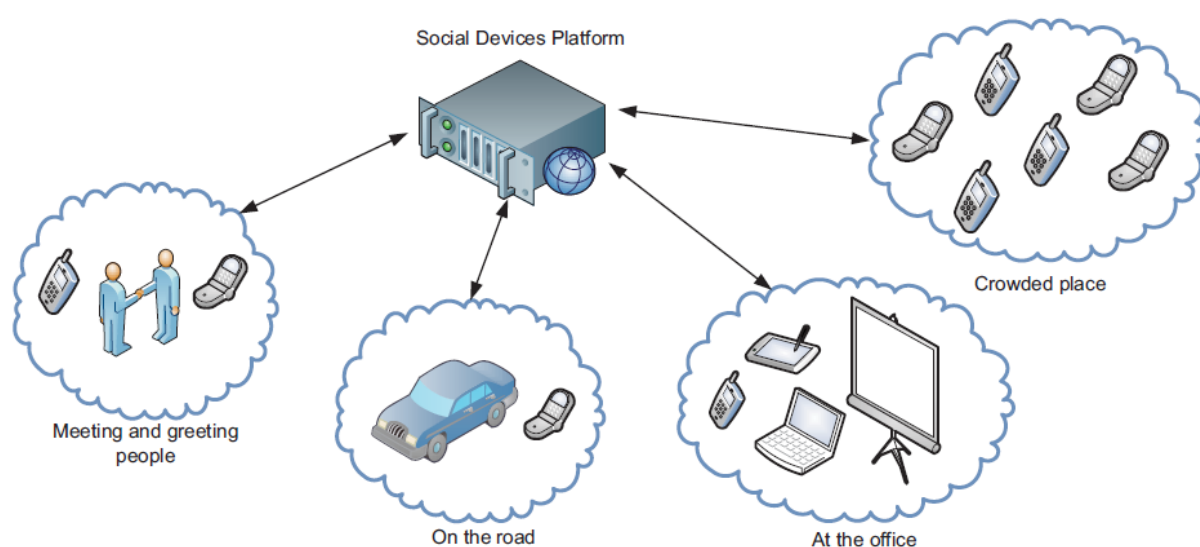 Social Devices Platform
Crowded place
Meeting and greeting
people
On the road
At the office